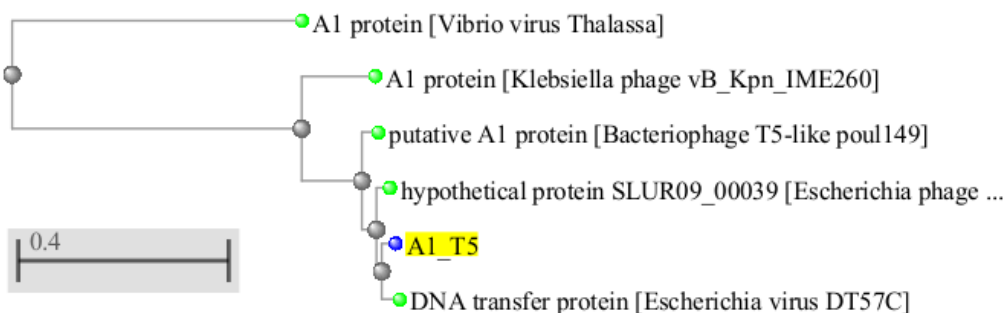 A1 protein [Vibrio virus Thalassa]
A1 protein [Klebsiella phage vB_Kpn_IME260]
putative A1 protein [Bacteriophage T5-like poul149]
hypothetical protein SLUR09_00039 [Escherichia phage ...
0.4
A1_T5
DNA transfer protein [Escherichia virus DT57C]